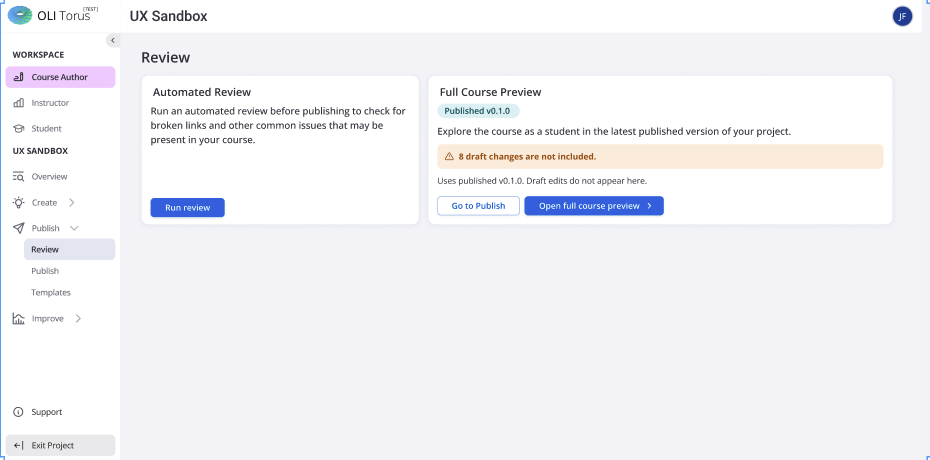 OLI Torus [TEST]
UX Sandbox
JF
WORKSPACE
Course Author
Instructor
Student
UX SANDBOX
Overview
Create
Publish
Review
Publish
Templates
Improve
Support
Exit Project
Review
Automated Review
Run an automated review before publishing to check for
broken links and other common issues that may be
present in your course.
Run review
Full Course Preview
Published v0.1.0
Explore the course as a student in the latest published version of your project.
8 draft changes are not included.
Uses published v0.1.0. Draft edits do not appear here.
Go to Publish
Open full course preview